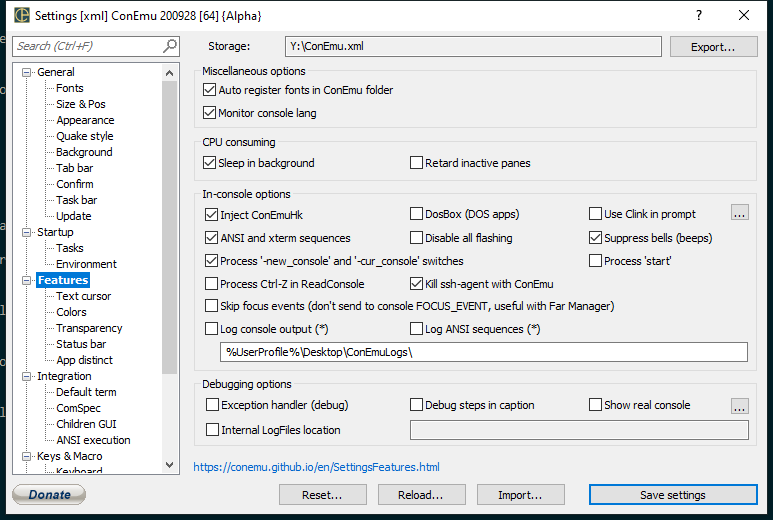 Settings [xml] ConEmu 200928 [64] {Alpha}
Search (Ctrl+F)
Storage:
Y:\ConEmu.xml
Export...
General
Fonts
Size & Pos
Appearance
Quake style
Background
Tab bar
Confirm
Task bar
Update
Startup
Tasks
Environment
Features
Text cursor
Colors
Transparency
Status bar
App distinct
Integration
Default term
ComSpec
Children GUI
ANSI execution
Keys & Macro
Keyboard
Miscellaneous options
Auto register fonts in ConEmu folder
Monitor console lang
CPU consuming
Sleep in background
Retard inactive panes
In-console options
Inject ConEmuHk
DosBox (DOS apps)
Use Clink in prompt
...
ANSI and xterm sequences
Disable all flashing
Suppress bells (beeps)
Process '-new_console' and '-cur_console' switches
Process 'start'
Process Ctrl-Z in ReadConsole
Kill ssh-agent with ConEmu
Skip focus events (don't send to console FOCUS_EVENT, useful with Far Manager)
Log console output (*)
Log ANSI sequences (*)
%UserProfile%\Desktop\ConEmuLogs\
Debugging options
Exception handler (debug)
Debug steps in caption
Show real console
...
Internal LogFiles location
https://conemu.github.io/en/SettingsFeatures.html
Donate
Reset...
Reload...
Import...
Save settings